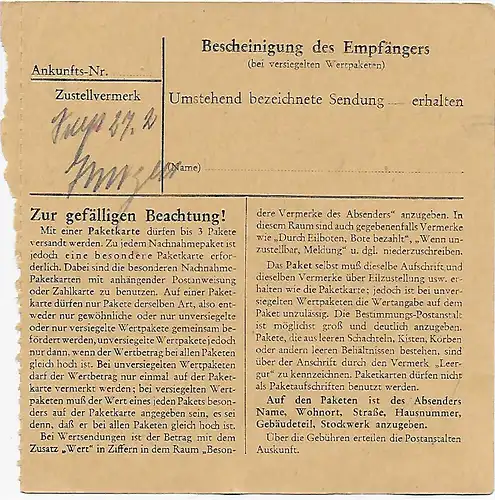 Ankunfts-Nr.
Zustellvermerk
27. 2
Bescheinigung des Empfängers
(bei versiegelten Wertpaketen)
Umstehend bezeichnete Sendung erhalten
(Name)
Zur gefälligen Beachtung!
Mit einer Paketkarte dürfen bis 3 Pakete
versandt werden. Zu jedem Nachnahmepaket ist
jedoch eine besondere Paketkarte erfor-
derlich. Dabei sind die besonderen Nachnahme-
Paketkarten mit anhängender Postanweisung
oder Zahlkarte zu benutzen. Auf einer Paket-
karte dürfen nur Pakete derselben Art, also ent-
weder nur gewöhnliche oder nur unversiegelte
oder nur versiegelte Wertpakete gemeinsam be-
fördert werden, unversiegelte Wertpakete jedoch
nur dann, wenn der Wertbetrag bei allen Paketen
gleich hoch ist. Bei unversiegelten Wertpaketen
darf der Wertbetrag nur einmal auf der Paket-
karte vermerkt werden; bei versiegelten Wert-
paketen muß der Wert eines jeden Pakets beson-
ders auf der Paketkarte angegeben sein, es sei
denn, daß er bei allen Paketen gleich hoch ist.
Bei Wertsendungen ist der Betrag mit dem
Zusatz „Wert" in Ziffern in dem Raum „Beson-
dere Vermerke des Absenders" anzugeben. In
diesem Raum sind auch gegebenenfalls Vermerke
wie „Durch Eilboten, Bote bezahlt", „Wenn un-
zustellbar, Meldung" u. dgl. niederzuschreiben.
Das Paket selbst muß dieselbe Aufschrift und
dieselben Vermerke über Eilzustellung usw. er-
halten wie die Paketkarte; jedoch ist bei unver-
siegelten Wertpaketen die Wertangabe auf dem
Paket unzulässig. Die Bestimmungs-Postanstalt
ist möglichst groß und deutlich anzugeben.
Pakete, die aus leeren Schachteln, Kisten, Körben
oder andern leeren Behältnissen bestehen, sind
über der Anschrift durch den Vermerk „Leer-
gut" zu kennzeichnen. Paketkarten dürfen nicht
als Paketaufschriften benutzt werden.
Auf den Paketen ist des Absenders
Name, Wohnort, Straße, Hausnummer,
Gebäudeteil, Stockwerk anzugeben.
Über die Gebühren erteilen die Postanstalten
Auskunft.